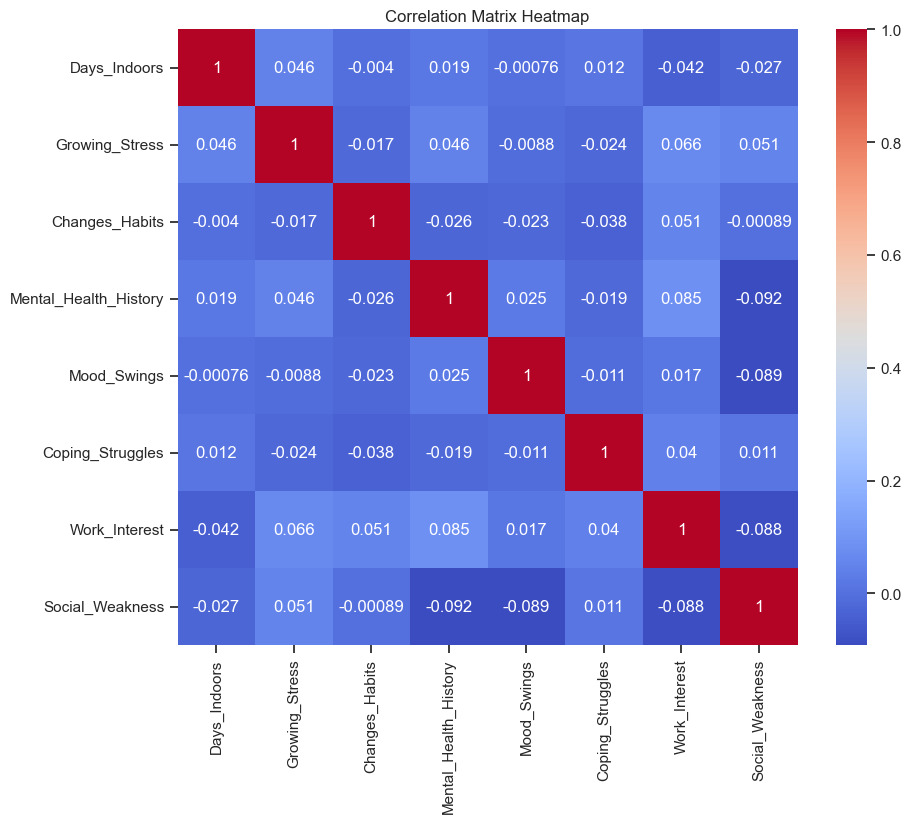 Correlation Matrix Heatmap
Days_Indoors 1 0.046 -0.004 0.019 -0.00076 0.012 -0.042 -0.027
Growing_Stress 0.046 1 -0.017 0.046 -0.0088 -0.024 0.066 0.051
Changes_Habits -0.004 -0.017 1 -0.026 -0.023 -0.038 0.051 -0.00089
Mental_Health_History 0.019 0.046 -0.026 1 0.025 -0.019 0.085 -0.092
Mood_Swings -0.00076 -0.0088 -0.023 0.025 1 -0.011 0.017 -0.089
Coping_Struggles 0.012 -0.024 -0.038 -0.019 -0.011 1 0.04 0.011
Work_Interest -0.042 0.066 0.051 0.085 0.017 0.04 1 -0.088
Social_Weakness -0.027 0.051 -0.00089 -0.092 -0.089 0.011 -0.088 1
Days_Indoors
Growing_Stress
Changes_Habits
Mental_Health_History
Mood_Swings
Coping_Struggles
Work_Interest
Social_Weakness
1.0
0.8
0.6
0.4
0.2
0.0